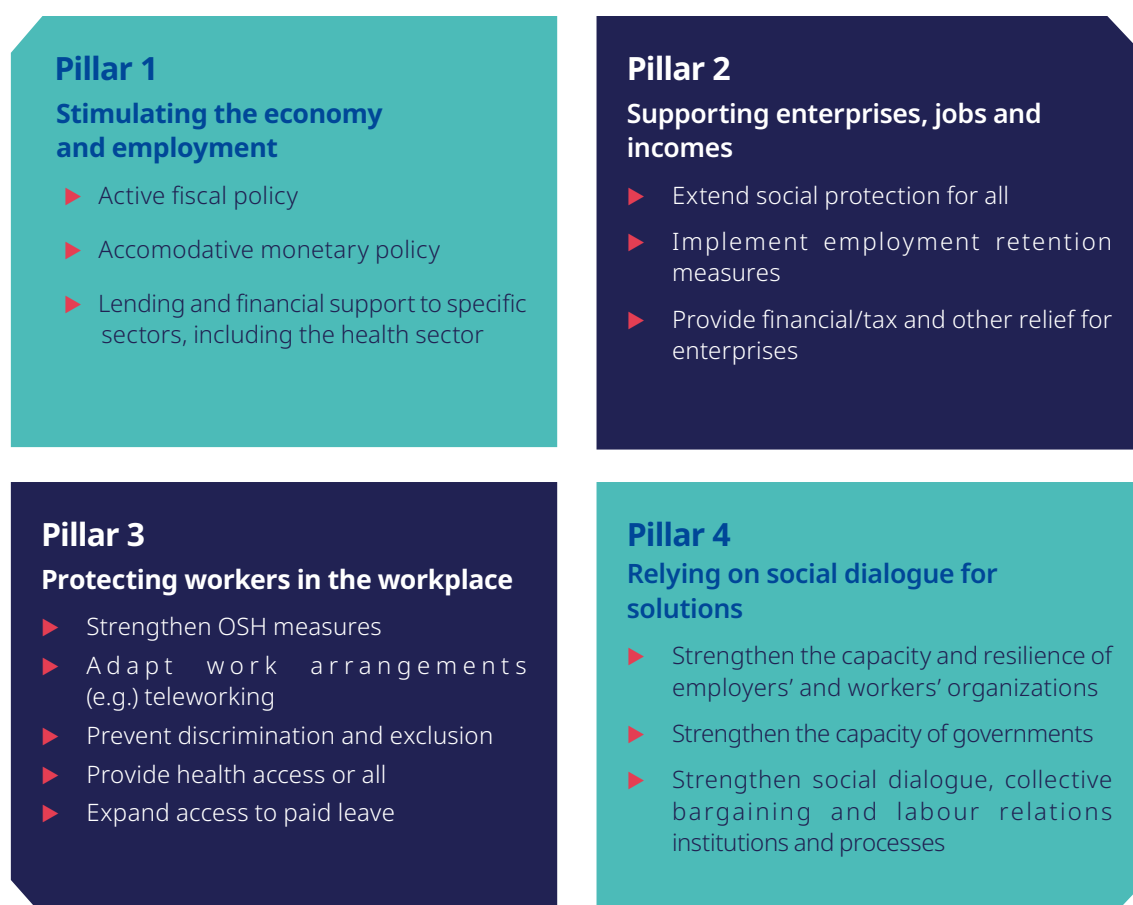 Pillar 1
Stimulating the economy
and employment
▶ Active fiscal policy
▶ Accomodative monetary policy
▶ Lending and financial support to specific
sectors, including the health sector
Pillar 2
Supporting enterprises, jobs and
incomes
▶ Extend social protection for all
▶ Implement employment retention
measures
▶ Provide financial/tax and other relief for
enterprises
Pillar 3
Protecting workers in the workplace
▶ Strengthen OSH measures
▶ Adapt work arrangements
(e.g.) teleworking
▶ Prevent discrimination and exclusion
▶ Provide health access or all
▶ Expand access to paid leave
Pillar 4
Relying on social dialogue for
solutions
▶ Strengthen the capacity and resilience of
employers’ and workers’ organizations
▶ Strengthen the capacity of governments
▶ Strengthen social dialogue, collective
bargaining and labour relations
institutions and processes